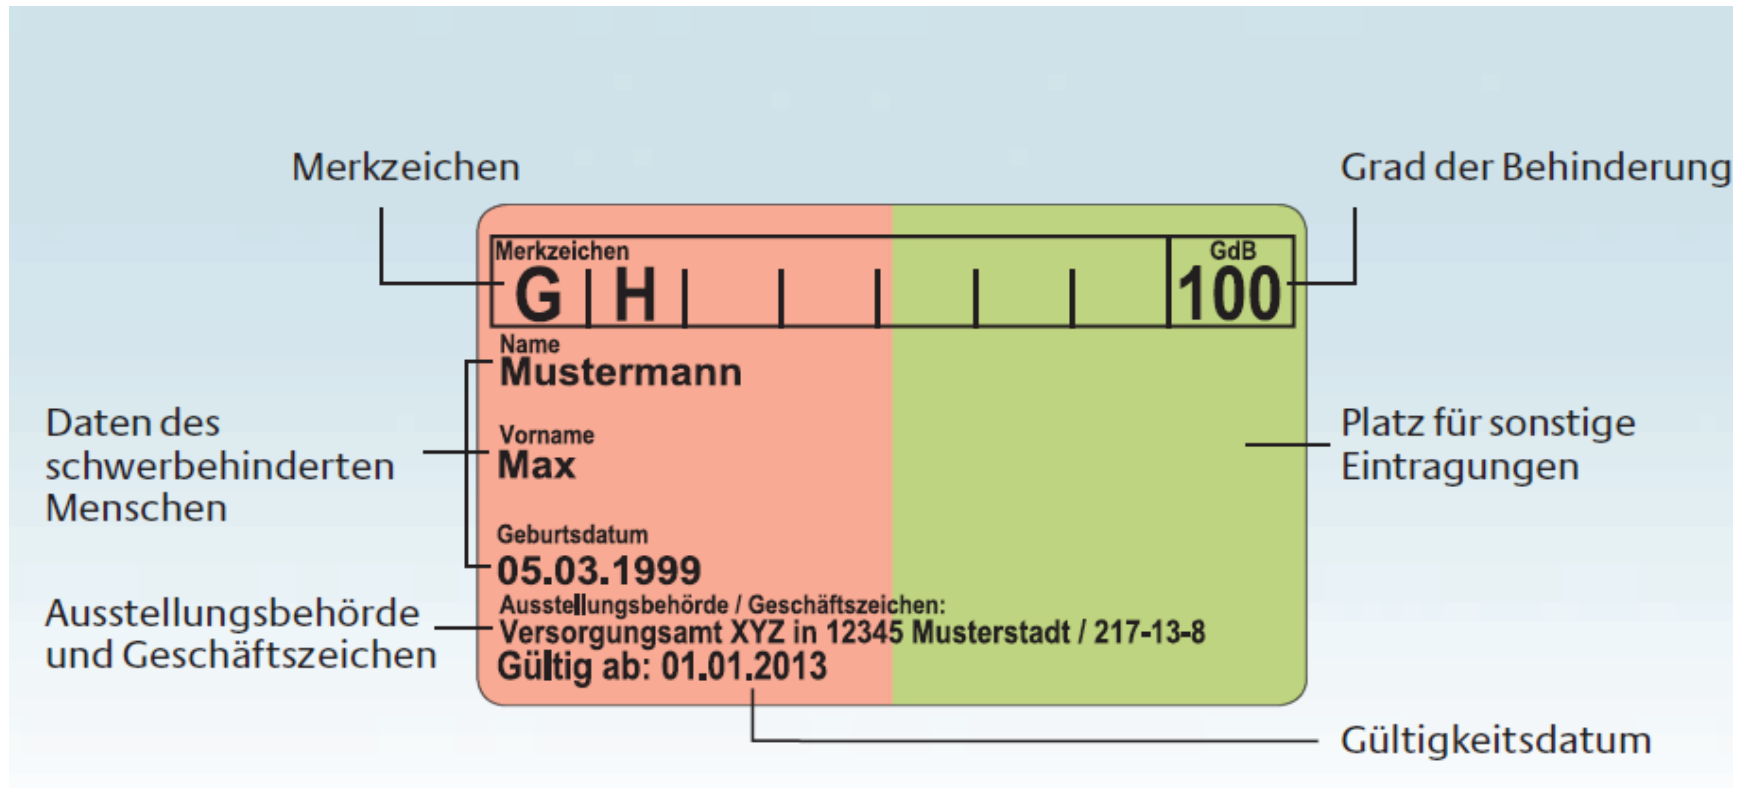 Merkzeichen
Grad der Behinderung
Merkzeichen
GdB
G | H | | | | |
100
Name
Mustermann
Daten des
schwerbehinderten
Menschen
Vorname
Max
Platz für sonstige
Eintragungen
Geburtsdatum
05.03.1999
Ausstellungsbehörde
und Geschäftszeichen
Ausstellungsbehörde / Geschäftszeichen:
Versorgungsamt XYZ in 12345 Musterstadt / 217-13-8
Gültig ab: 01.01.2013
Gültigkeitsdatum